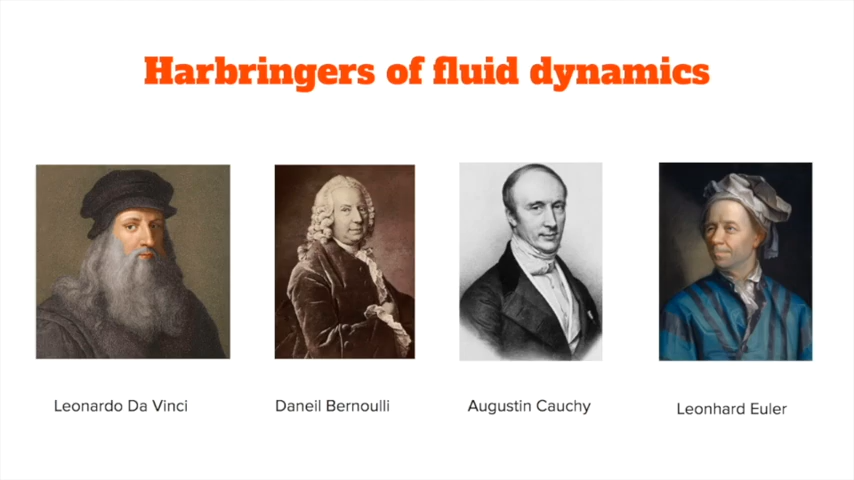 Harbringers of fluid dynamics
Leonardo Da Vinci
Daneil Bernoulli
Augustin Cauchy
Leonhard Euler